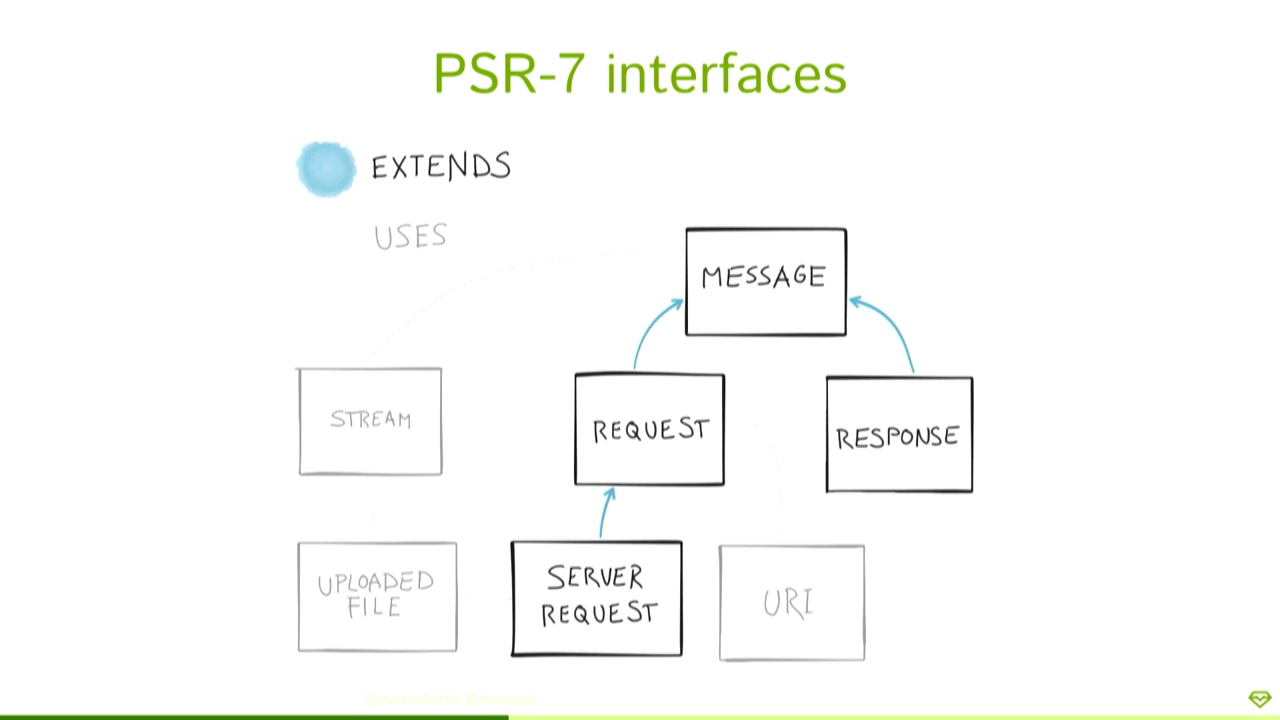 PSR-7 interfaces
EXTENDS
USES
MESSAGE
STREAM
REQUEST
RESPONSE
UPLOADED
FILE
SERVER
REQUEST
URI